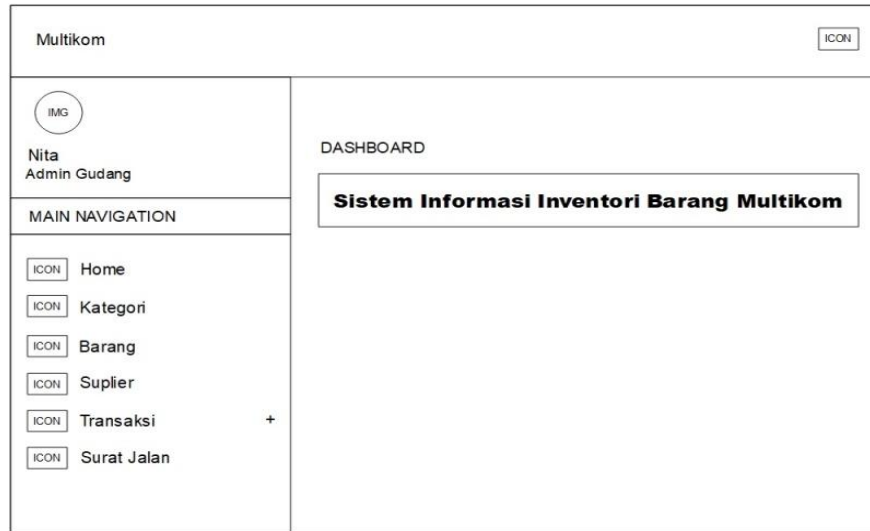 Multikom
ICON
IMG
Nita
Admin Gudang
MAIN NAVIGATION
ICON Home
ICON Kategori
ICON Barang
ICON Suplier
ICON Transaksi +
ICON Surat Jalan
DASHBOARD
Sistem Informasi Inventori Barang Multikom